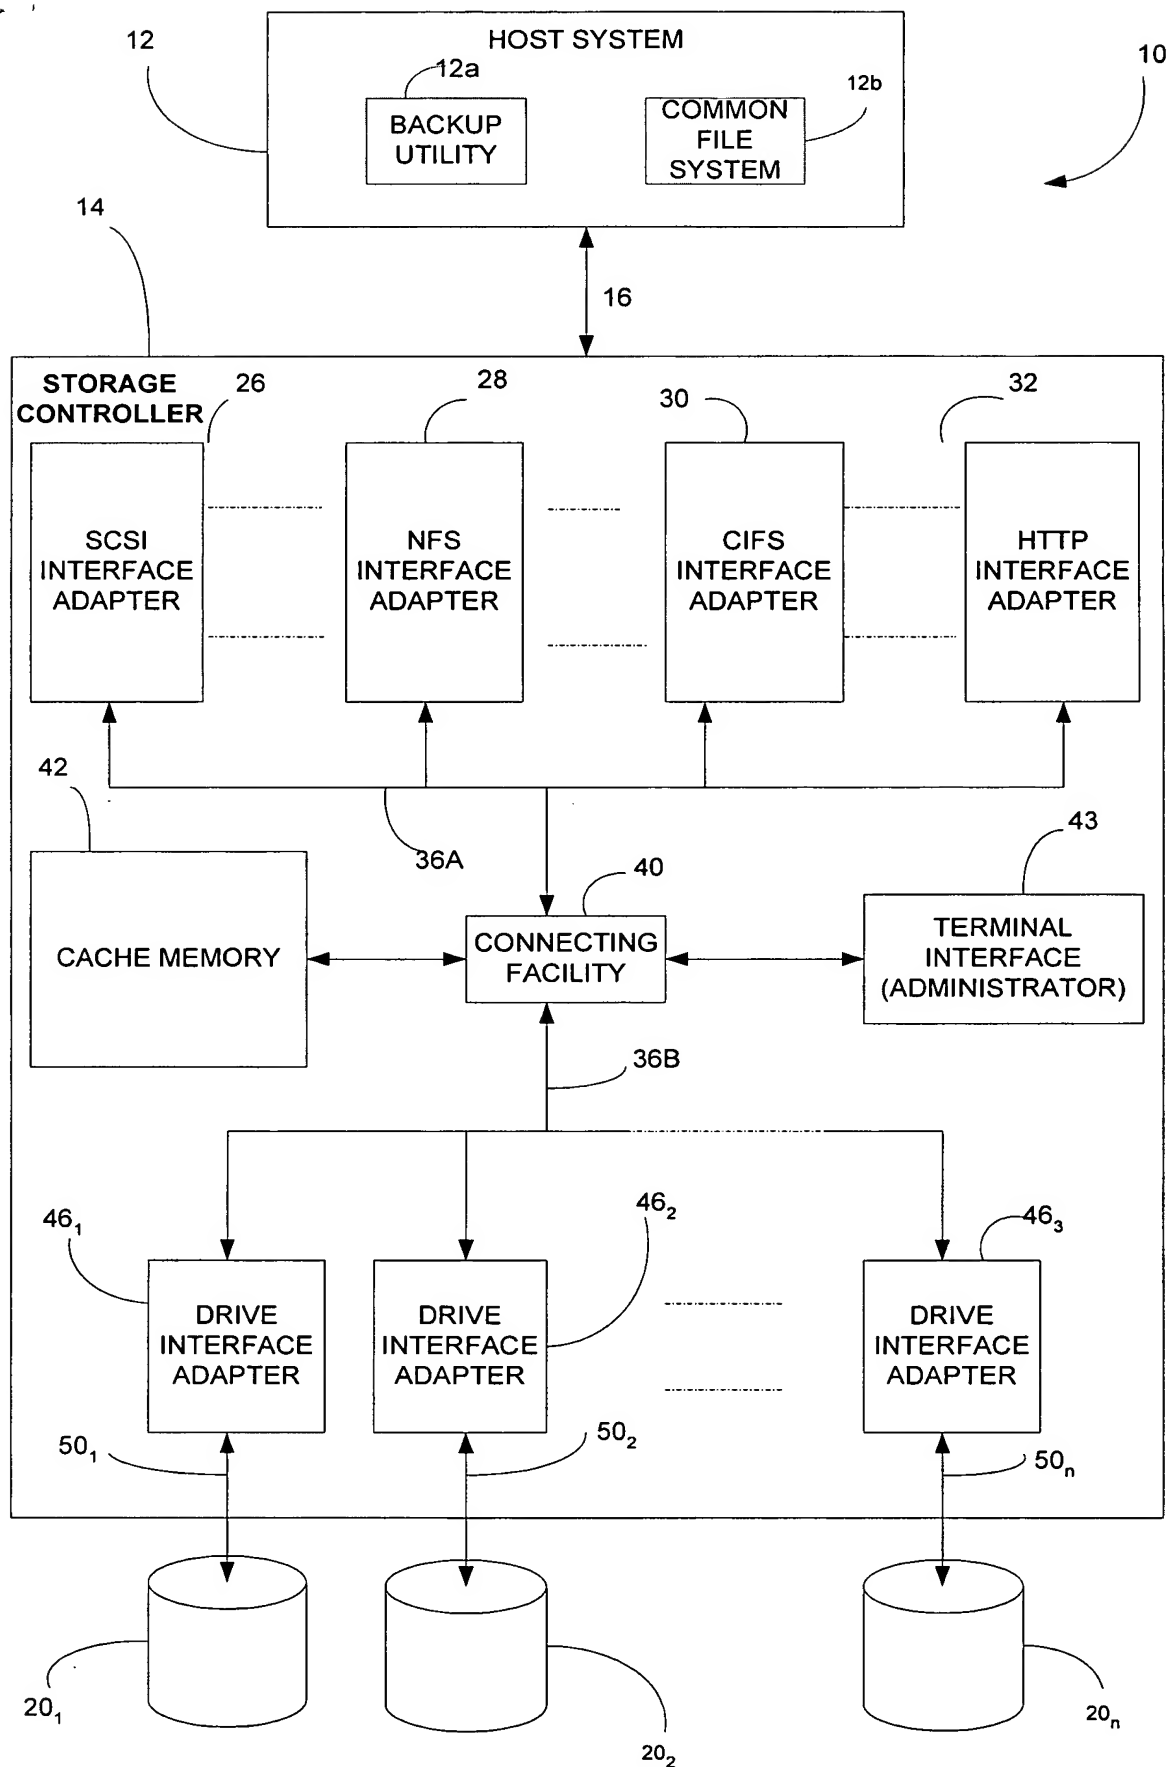 12
HOST SYSTEM
10
12a
12b
BACKUP
UTILITY
COMMON
FILE
SYSTEM
14
16
STORAGE
CONTROLLER
26
28
30
32
SCSI
INTERFACE
ADAPTER
NFS
INTERFACE
ADAPTER
CIFS
INTERFACE
ADAPTER
HTTP
INTERFACE
ADAPTER
42
36A
40
43
CACHE MEMORY
CONNECTING
FACILITY
TERMINAL
INTERFACE
(ADMINISTRATOR)
36B
46₁
46₂
46₃
DRIVE
INTERFACE
ADAPTER
DRIVE
INTERFACE
ADAPTER
DRIVE
INTERFACE
ADAPTER
50₁
50₂
50ₙ
20₁
20₂
20ₙ